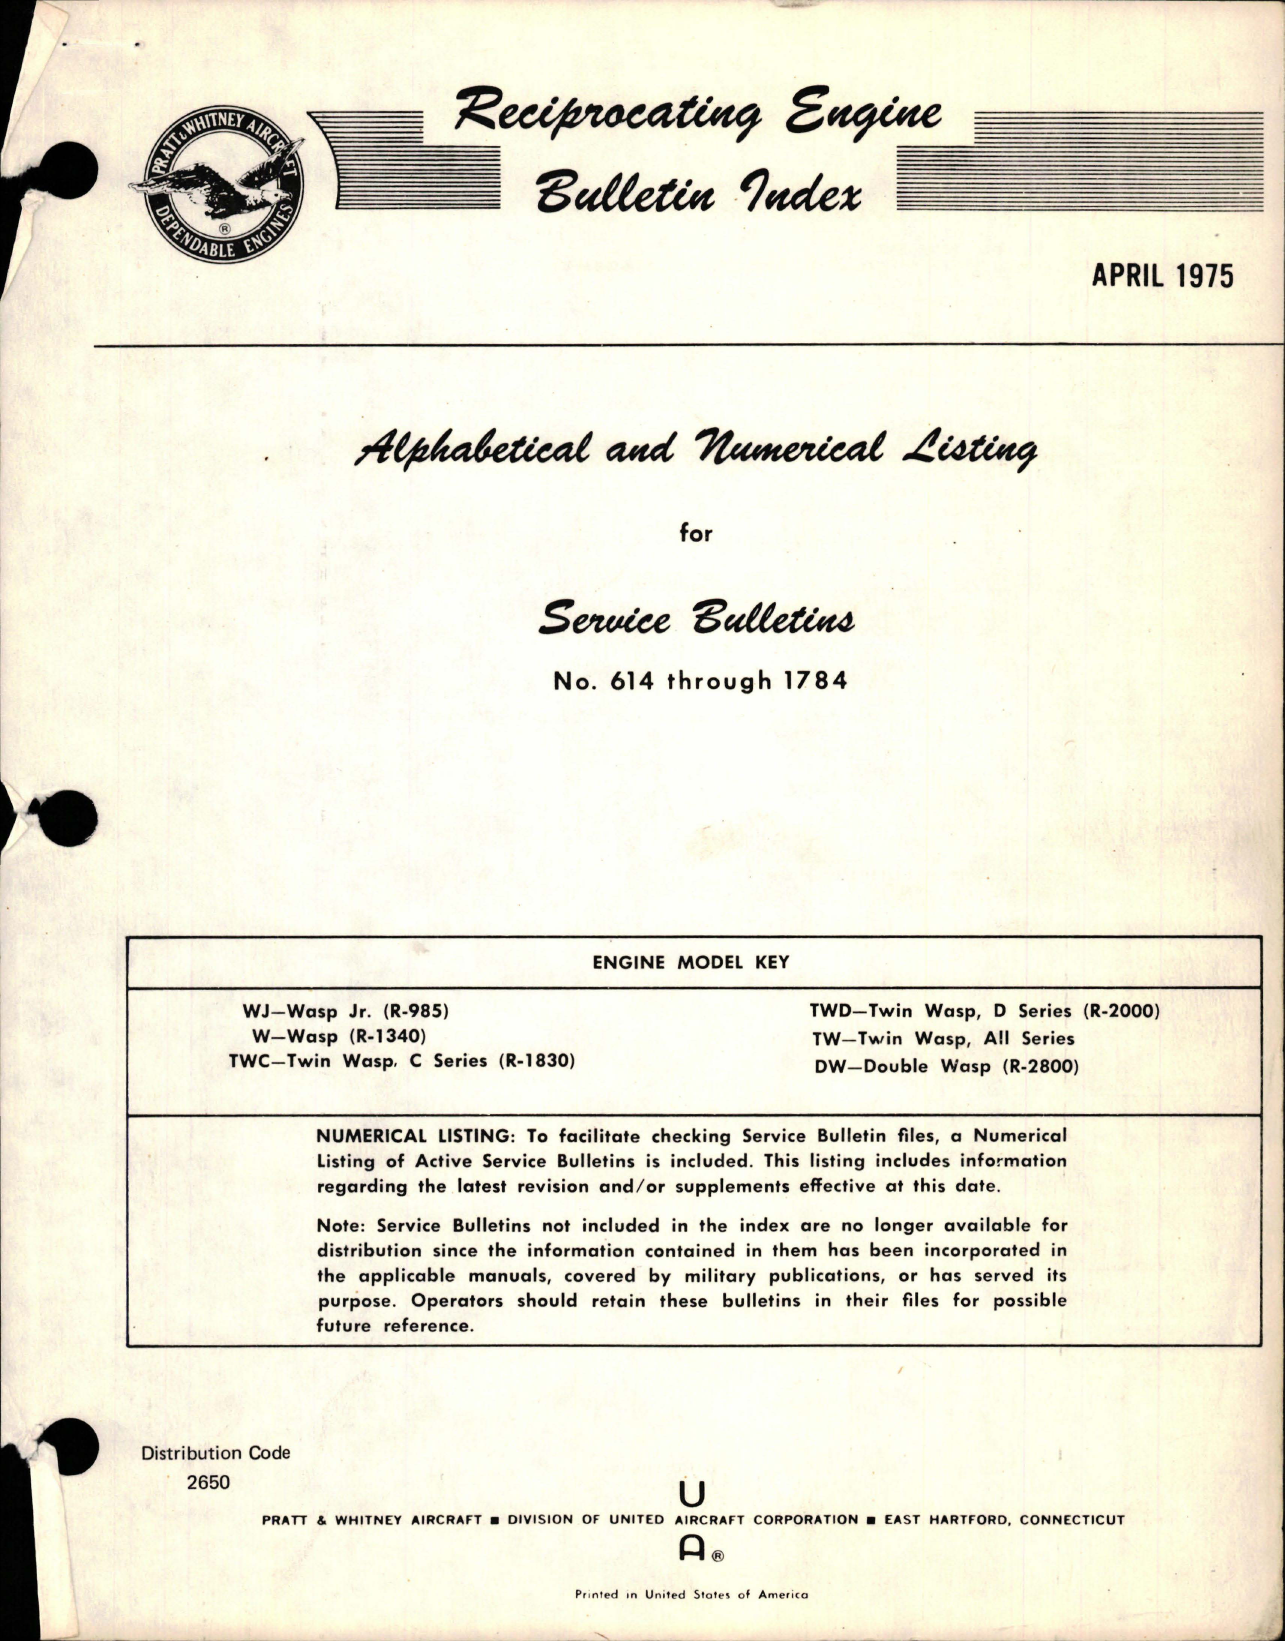 PRATT & WHITNEY AIRCRAFT
DEPENDABLE ENGINES
®
Reciprocating Engine
Bulletin Index
APRIL 1975
Alphabetical and Numerical Listing
for
Service Bulletins
No. 614 through 1784
ENGINE MODEL KEY
WJ—Wasp Jr. (R-985)
W—Wasp (R-1340)
TWC—Twin Wasp, C Series (R-1830)
TWD—Twin Wasp, D Series (R-2000)
TW—Twin Wasp, All Series
DW—Double Wasp (R-2800)
NUMERICAL LISTING: To facilitate checking Service Bulletin files, a Numerical
Listing of Active Service Bulletins is included. This listing includes information
regarding the latest revision and/or supplements effective at this date.
Note: Service Bulletins not included in the index are no longer available for
distribution since the information contained in them has been incorporated in
the applicable manuals, covered by military publications, or has served its
purpose. Operators should retain these bulletins in their files for possible
future reference.
Distribution Code
2650
U
PRATT & WHITNEY AIRCRAFT ■ DIVISION OF UNITED AIRCRAFT CORPORATION ■ EAST HARTFORD, CONNECTICUT
A®
Printed in United States of America